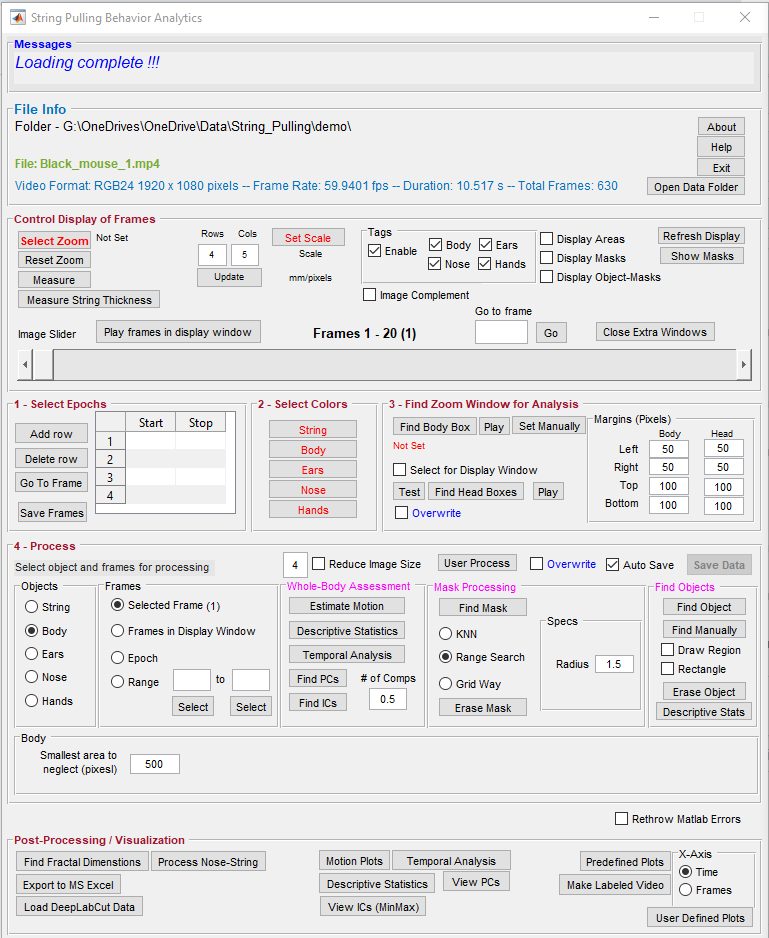 String Pulling Behavior Analytics
Messages
Loading complete !!!
File Info
Folder - G:\OneDrives\OneDrive\Data\String_Pulling\demo\
About
Help
File: Black_mouse_1.mp4
Exit
Video Format: RGB24 1920 x 1080 pixels -- Frame Rate: 59.9401 fps -- Duration: 10.517 s -- Total Frames: 630
Open Data Folder
Control Display of Frames
Select Zoom Not Set
Reset Zoom
Measure
Measure String Thickness
Rows Cols
4 5
Update
Set Scale
Scale
mm/pixels
Tags
Enable Body Ears
Nose Hands
Image Complement
Display Areas
Display Masks
Display Object-Masks
Refresh Display
Show Masks
Go to frame
Image Slider Play frames in display window Frames 1 - 20 (1) Go Close Extra Windows
1 - Select Epochs
Add row
Delete row
Go To Frame
Save Frames
Start Stop
1
2
3
4
2 - Select Colors
String
Body
Ears
Nose
Hands
3 - Find Zoom Window for Analysis
Find Body Box Play Set Manually
Not Set
Select for Display Window
Test Find Head Boxes Play
Overwrite
Margins (Pixels)
Body Head
Left 50 50
Right 50 50
Top 100 100
Bottom 100 100
4 - Process
Select object and frames for processing
4 Reduce Image Size User Process Overwrite Auto Save Save Data
Objects
String
Body
Ears
Nose
Hands
Frames
Selected Frame (1)
Frames in Display Window
Epoch
Range to
Select Select
Whole-Body Assessment
Estimate Motion
Descriptive Statistics
Temporal Analysis
Find PCs # of Comps
Find ICs 0.5
Mask Processing
Find Mask
KNN
Range Search
Grid Way
Erase Mask
Specs
Radius 1.5
Find Objects
Find Object
Find Manually
Draw Region
Rectangle
Erase Object
Descriptive Stats
Body
Smallest area to
neglect (pixesl) 500
Rethrow Matlab Errors
Post-Processing / Visualization
Find Fractal Dimenstions Process Nose-String
Export to MS Excel
Load DeepLabCut Data
Motion Plots Temporal Analysis
Descriptive Statistics View PCs
View ICs (MinMax)
Predefined Plots
Make Labeled Video
X-Axis
Time
Frames
User Defined Plots